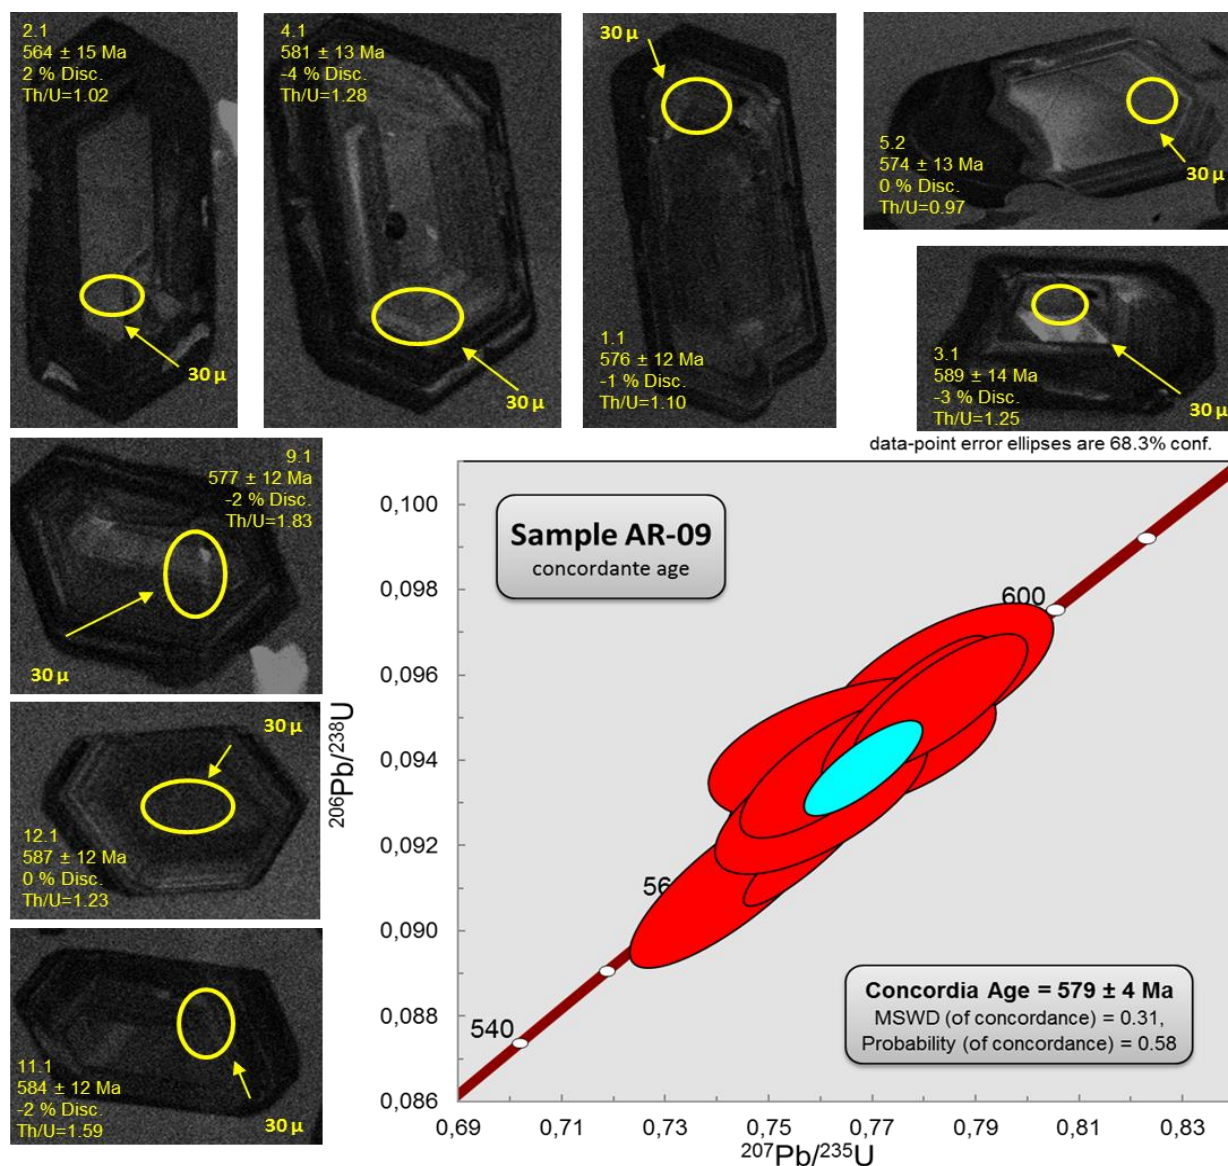 2.1
564 ± 15 Ma
2 % Disc.
Th/U=1.02
30 µ
4.1
581 ± 13 Ma
-4 % Disc.
Th/U=1.28
30 µ
30 µ
1.1
576 ± 12 Ma
-1 % Disc.
Th/U=1.10
5.2
574 ± 13 Ma
0 % Disc.
Th/U=0.97
30 µ
3.1
589 ± 14 Ma
-3 % Disc.
Th/U=1.25
30 µ
9.1
577 ± 12 Ma
-2 % Disc.
Th/U=1.83
30 µ
30 µ
12.1
587 ± 12 Ma
0 % Disc.
Th/U=1.23
11.1
584 ± 12 Ma
-2 % Disc.
Th/U=1.59
30 µ
data-point error ellipses are 68.3% conf.
Sample AR-09
concordante age
0,100
0,098
0,096
0,094
0,092
0,090
0,088
0,086
206Pb/238U
600
56
540
Concordia Age = 579 ± 4 Ma
MSWD (of concordance) = 0.31,
Probability (of concordance) = 0.58
0,69 0,71 0,73 0,75 0,77 0,79 0,81 0,83
207Pb/235U